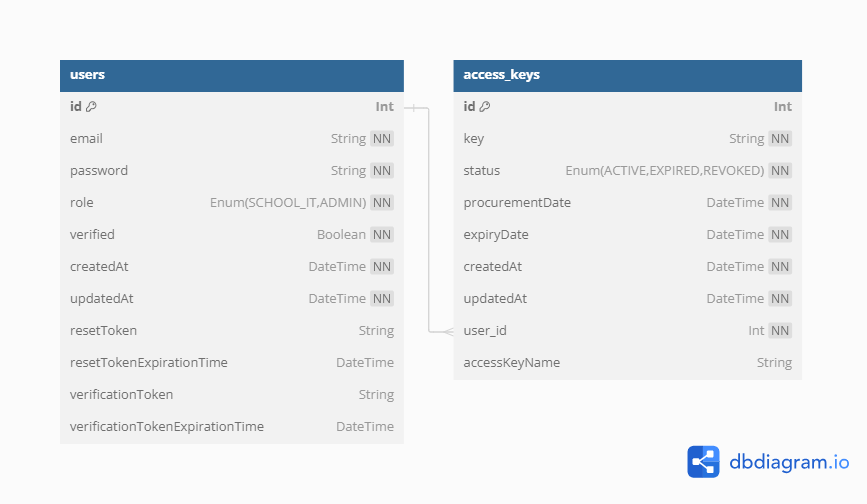 users
id Int
email String NN
password String NN
role Enum(SCHOOL_IT,ADMIN) NN
verified Boolean NN
createdAt DateTime NN
updatedAt DateTime NN
resetToken String
resetTokenExpirationTime DateTime
verificationToken String
verificationTokenExpirationTime DateTime
access_keys
id Int
key String NN
status Enum(ACTIVE,EXPIRED,REVOKED) NN
procurementDate DateTime NN
expiryDate DateTime NN
createdAt DateTime NN
updatedAt DateTime NN
user_id Int NN
accessKeyName String
dbdiagram.io